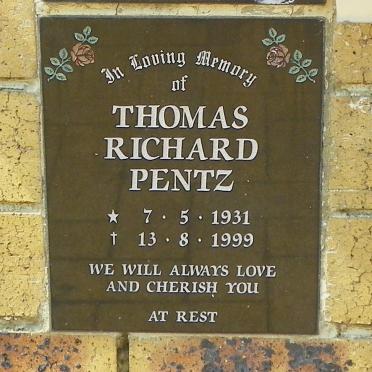 In Loving Memory
of
THOMAS
RICHARD
PENTZ
★ 7 · 5 · 1931
† 13 · 8 · 1999
WE WILL ALWAYS LOVE
AND CHERISH YOU
AT REST